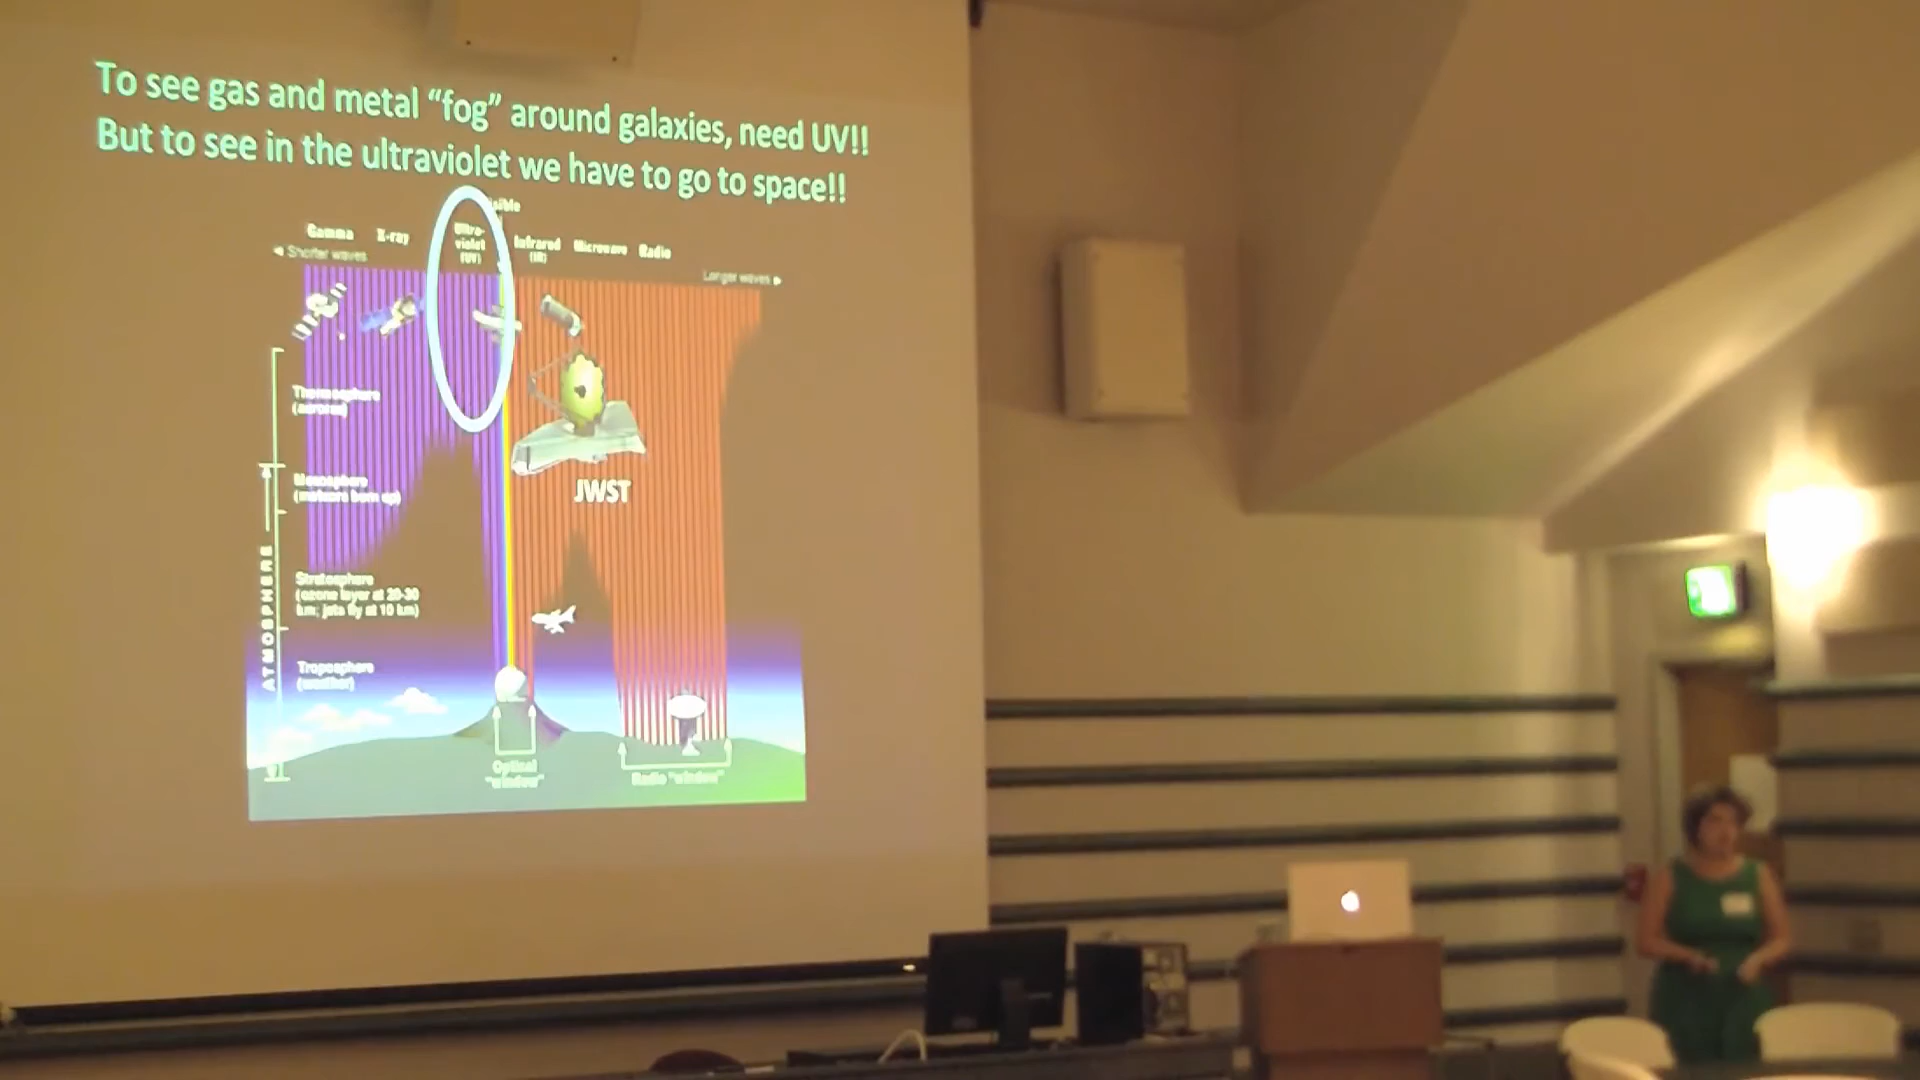 To see gas and metal “fog” around galaxies, need UV!!
But to see in the ultraviolet we have to go to space!!
Gamma
X-ray
Ultra-
violet
(UV)
Infrared
(IR)
Microwave
Radio
Shorter waves
Longer waves
Thermosphere
JWST
Mesosphere
(meteors burn up)
Stratosphere
(ozone layer at 20-30
km; jets fly at 10 km)
Troposphere
(weather)
ATMOSPHERE
Optical
"window"
Radio "window"